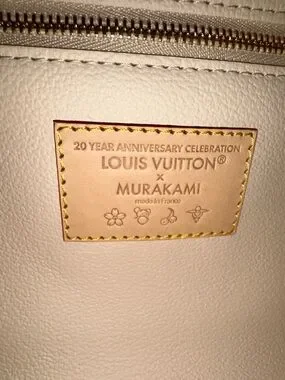 20 YEAR ANNIVERSARY CELEBRATION
LOUIS VUITTON®
×
MURAKAMI
made in France